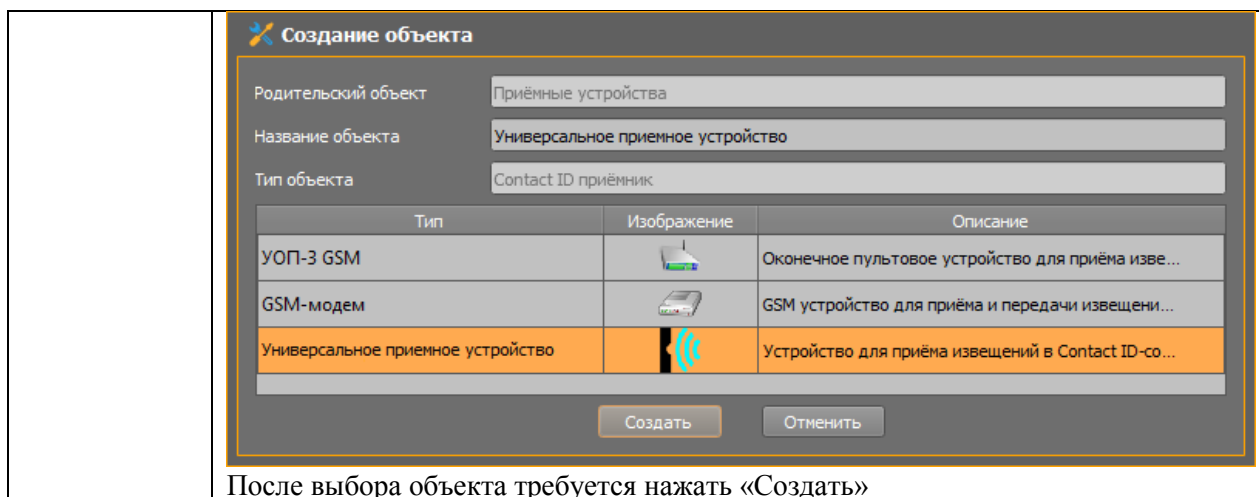 Создание объекта
Родительский объект Приёмные устройства
Название объекта Универсальное приемное устройство
Тип объекта Contact ID приёмник
Тип Изображение Описание
УОП-3 GSM Оконечное пультовое устройство для приёма изве...
GSM-модем GSM устройство для приёма и передачи извещени...
Универсальное приемное устройство Устройство для приёма извещений в Contact ID-со...
Создать Отменить
После выбора объекта требуется нажать «Создать»